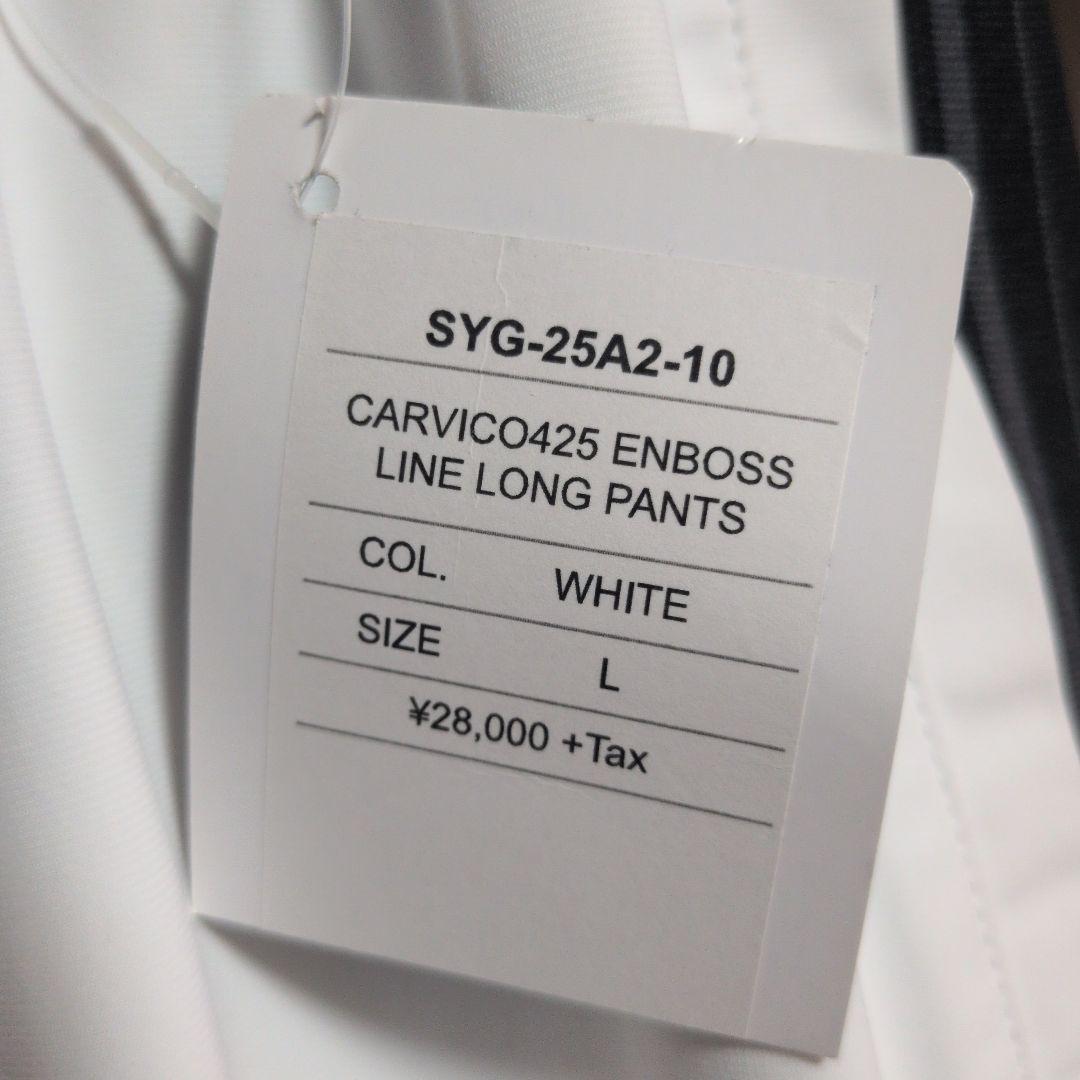 SYG-25A2-10
CARVICO425 ENBOSS
LINE LONG PANTS
COL. WHITE
SIZE L
¥28,000 +Tax